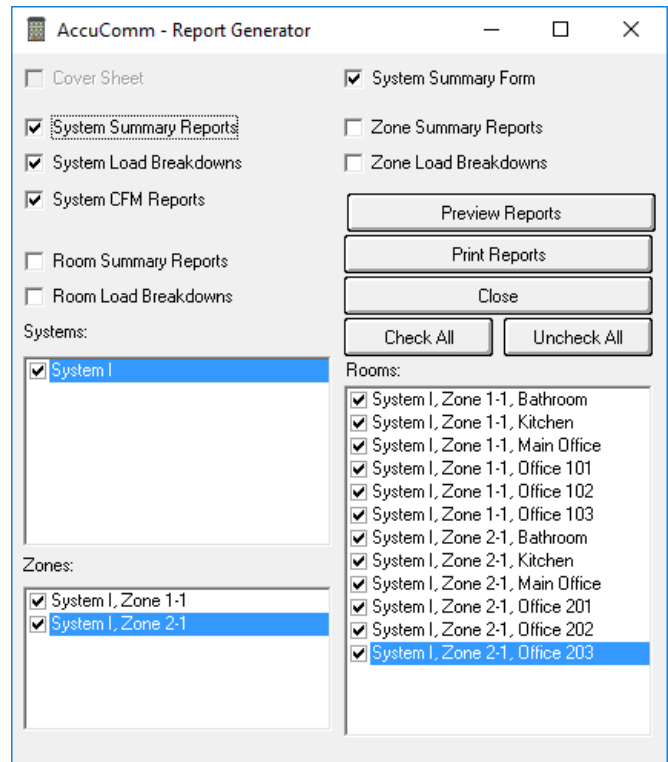 AccuComm - Report Generator
Cover Sheet
System Summary Form
System Summary Reports
Zone Summary Reports
System Load Breakdowns
Zone Load Breakdowns
System CFM Reports
Preview Reports
Room Summary Reports
Print Reports
Room Load Breakdowns
Close
Systems:
Check All
Uncheck All
System I
Rooms:
System I, Zone 1-1, Bathroom
System I, Zone 1-1, Kitchen
System I, Zone 1-1, Main Office
System I, Zone 1-1, Office 101
System I, Zone 1-1, Office 102
System I, Zone 1-1, Office 103
System I, Zone 2-1, Bathroom
System I, Zone 2-1, Kitchen
System I, Zone 2-1, Main Office
System I, Zone 2-1, Office 201
System I, Zone 2-1, Office 202
System I, Zone 2-1, Office 203
Zones:
System I, Zone 1-1
System I, Zone 2-1